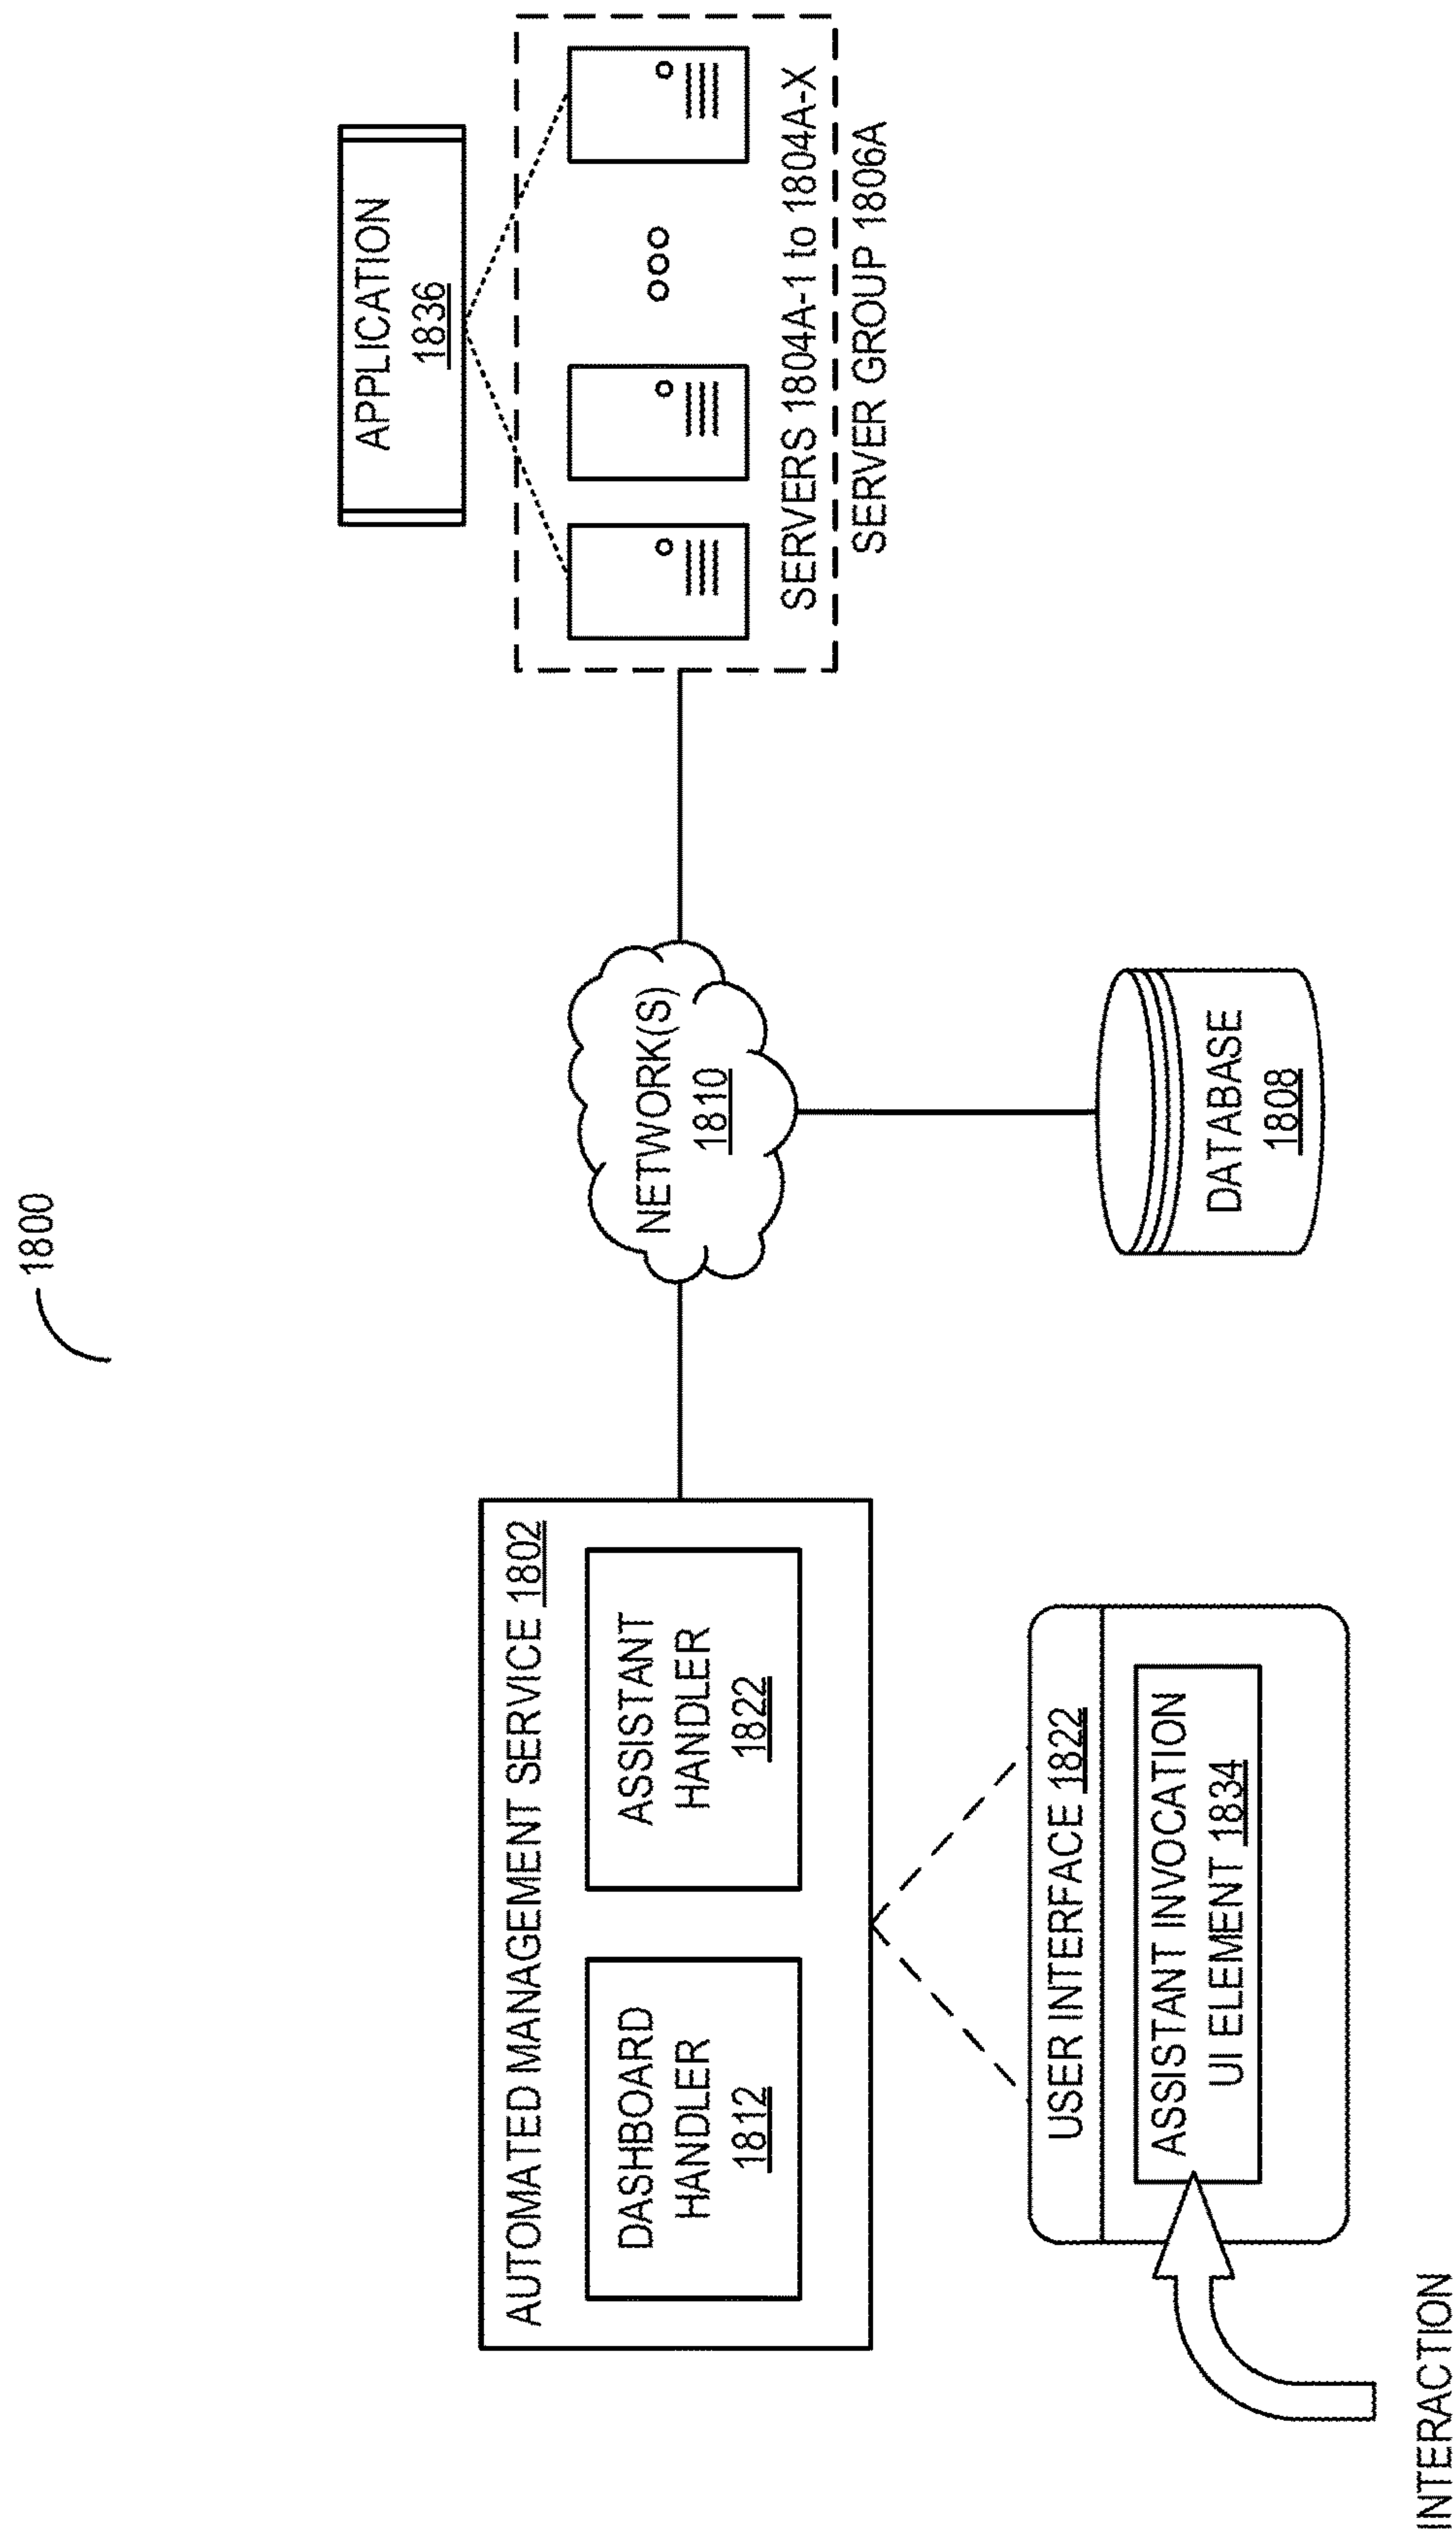 1800
AUTOMATED MANAGEMENT SERVICE 1802
DASHBOARD
HANDLER
1812
ASSISTANT
HANDLER
1822
USER INTERFACE 1822
ASSISTANT INVOCATION
UI ELEMENT 1834
INTERACTION
NETWORK(S)
1810
DATABASE
1808
APPLICATION
1836
SERVERS 1804A-1 to 1804A-X
SERVER GROUP 1806A